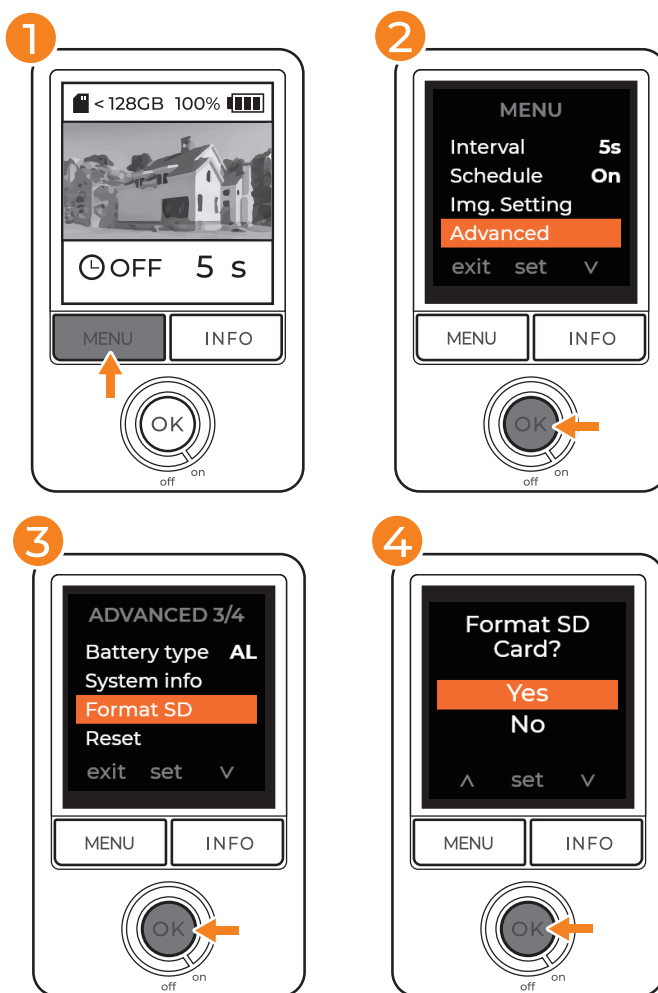 1
< 128GB 100%
OFF 5 s
MENU INFO
OK
on
off
2
MENU
Interval 5s
Schedule On
Img. Setting
Advanced
exit set
MENU INFO
OK
on
off
3
ADVANCED 3/4
Battery type AL
System info
Format SD
Reset
exit set
MENU INFO
OK
on
off
4
Format SD
Card?
Yes
No
set
MENU INFO
OK
on
off